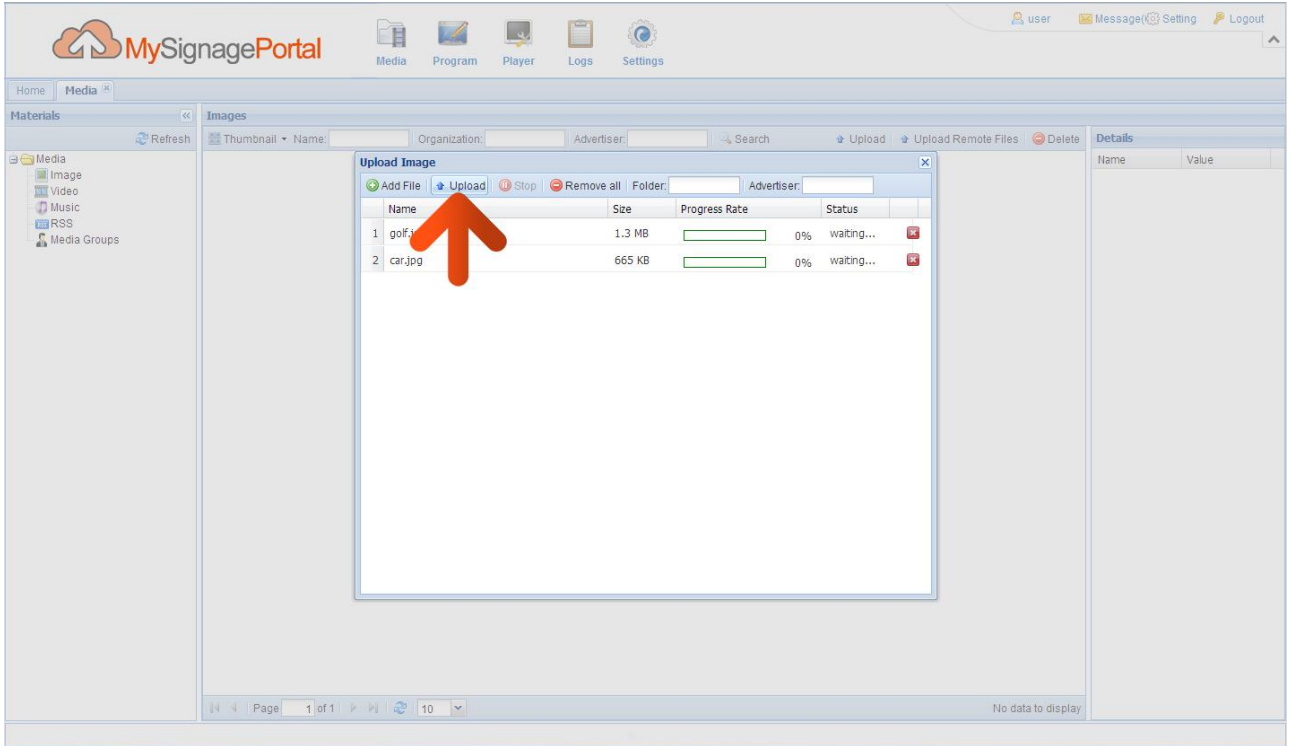 user Message( Setting Logout
MySignagePortal
Media Program Player Logs Settings
Home Media
Materials Images
Refresh Thumbnail Name: Organization: Advertiser: Search Upload Upload Remote Files Delete Details
Media
Image
Video
Music
RSS
Media Groups
Name Value
Upload Image
Add File Upload Stop Remove all Folder: Advertiser:
Name Size Progress Rate Status
1 1.3 MB 0% waiting...
2 car.jpg 665 KB 0% waiting...
Page 1 of 1 10 No data to display